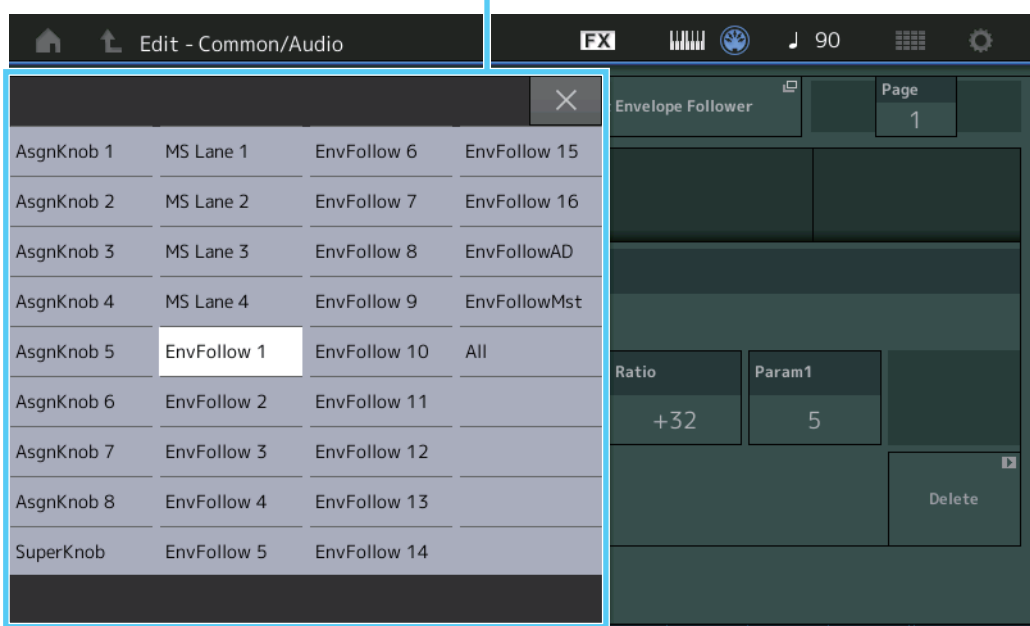 Edit - Common/Audio FX 90
Envelope Follower Page
1
AsgnKnob 1 MS Lane 1 EnvFollow 6 EnvFollow 15
AsgnKnob 2 MS Lane 2 EnvFollow 7 EnvFollow 16
AsgnKnob 3 MS Lane 3 EnvFollow 8 EnvFollowAD
AsgnKnob 4 MS Lane 4 EnvFollow 9 EnvFollowMst
AsgnKnob 5 EnvFollow 1 EnvFollow 10 All
AsgnKnob 6 EnvFollow 2 EnvFollow 11
AsgnKnob 7 EnvFollow 3 EnvFollow 12
AsgnKnob 8 EnvFollow 4 EnvFollow 13
SuperKnob EnvFollow 5 EnvFollow 14
Ratio Param1
+32 5
Delete